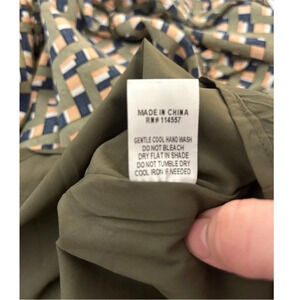 MADE IN CHINA
RN# 114557
GENTLE COOL HAND WASH
DO NOT BLEACH
DRY FLAT IN SHADE
DO NOT TUMBLE DRY
COOL IRON IF NEEDED